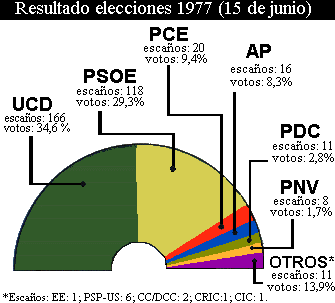 Resultado elecciones 1977 (15 de junio)
PCE
escaños: 20
votos: 9,4%
AP
escaños: 16
votos: 8,3%
PSOE
escaños: 118
votos: 29,3%
UCD
escaños: 166
votos: 34,6 %
PDC
escaños: 11
votos: 2,8%
PNV
escaños: 8
votos: 1,7%
OTROS*
escaños: 11
votos: 13,9%
*Escaños: EE: 1; PSP-US: 6; CC/DCC: 2; CRIC:1; CIC: 1.